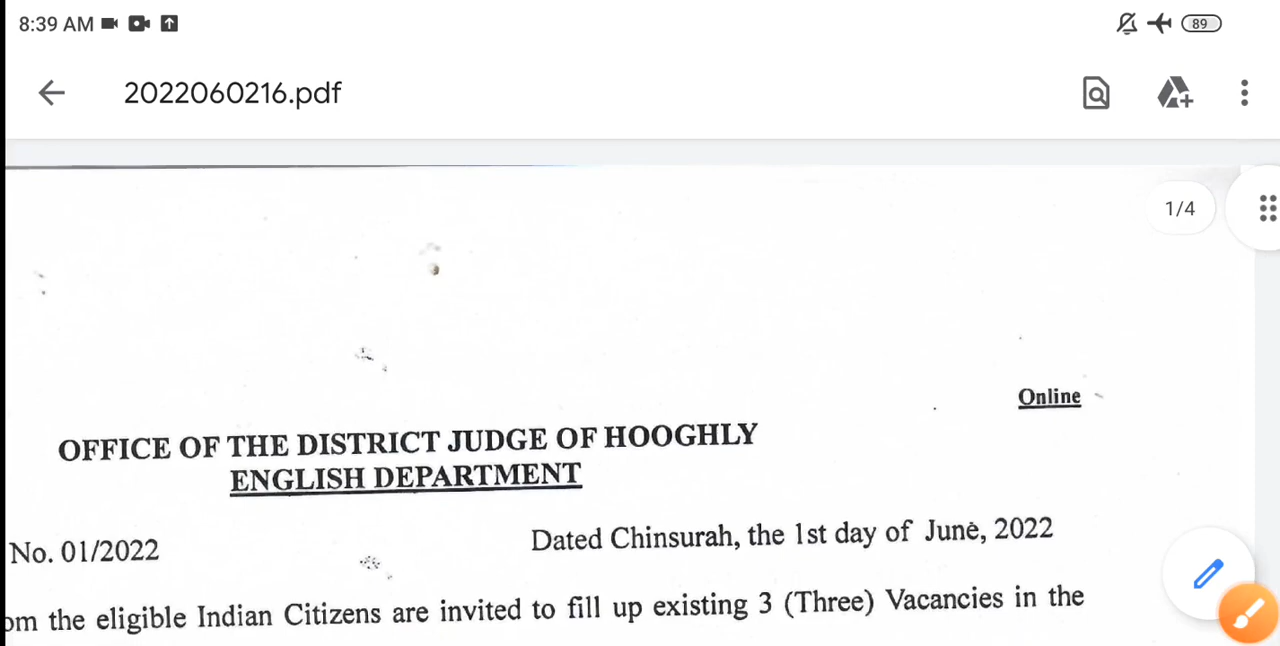 8:39 AM
89
2022060216.pdf
1/4
Online
OFFICE OF THE DISTRICT JUDGE OF HOOGHLY
ENGLISH DEPARTMENT
No. 01/2022
Dated Chinsurah, the 1st day of June, 2022
the eligible Indian Citizens are invited to fill up existing 3 (Three) Vacancies in the